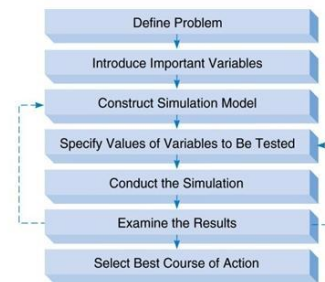 Define Problem
Introduce Important Variables
Construct Simulation Model
Specify Values of Variables to Be Tested
Conduct the Simulation
Examine the Results
Select Best Course of Action